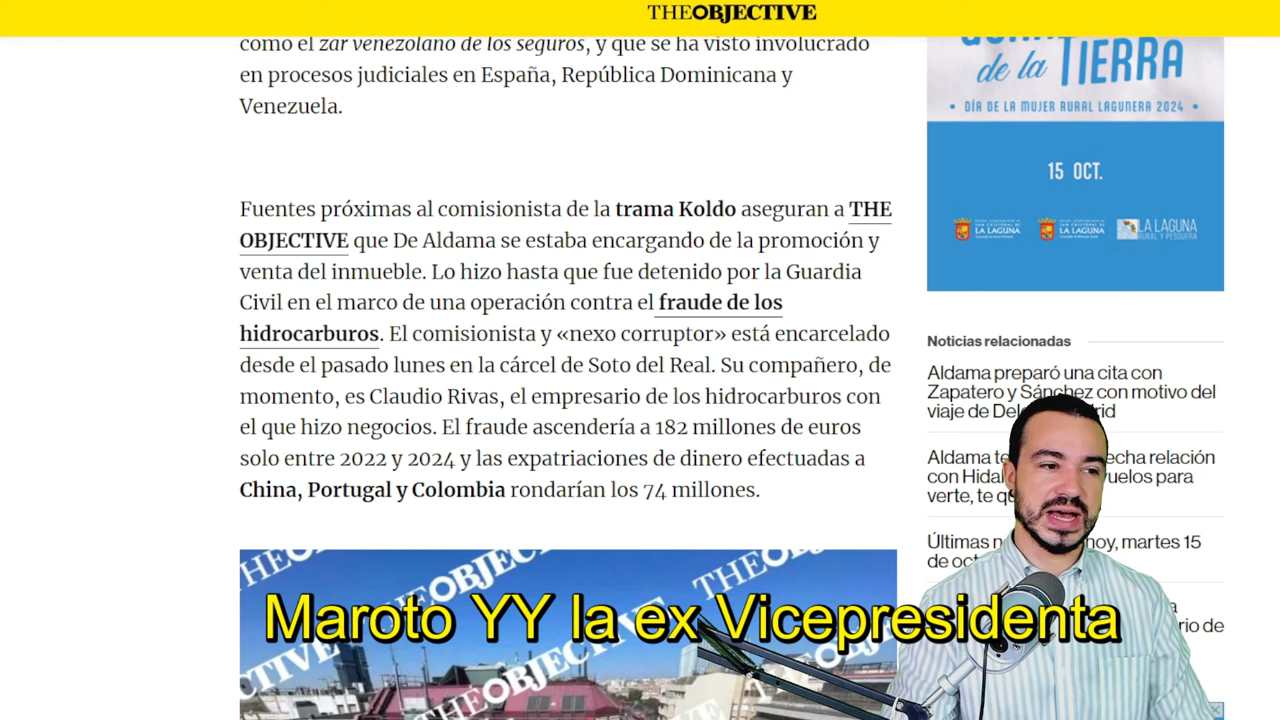 THEOBJECTIVE
como el zar venezolano de los seguros, y que se ha visto involucrado
en procesos judiciales en España, República Dominicana y
Venezuela.
Fuentes próximas al comisionista de la trama Koldo aseguran a THE
OBJECTIVE que De Aldama se estaba encargando de la promoción y
venta del inmueble. Lo hizo hasta que fue detenido por la Guardia
Civil en el marco de una operación contra el fraude de los
hidrocarburos. El comisionista y «nexo corruptor» está encarcelado
desde el pasado lunes en la cárcel de Soto del Real. Su compañero, de
momento, es Claudio Rivas, el empresario de los hidrocarburos con
el que hizo negocios. El fraude ascendería a 182 millones de euros
solo entre 2022 y 2024 y las expatriaciones de dinero efectuadas a
China, Portugal y Colombia rondarían los 74 millones.
THEOBJECTIVE
Maroto YY la ex Vicepresidenta
de la TIERRA
• DÍA DE LA MUJER RURAL LAGUNERA 2024 •
15 OCT.
LA LAGUNA
LA LAGUNA
LA LAGUNA
RURAL Y PESQUERA
Noticias relacionadas
Aldama preparó una cita con
Zapatero y Sánchez con motivo del
viaje de
Aldama relación
con vuelos para
verte, te
Últimas hoy, martes 15
de
de